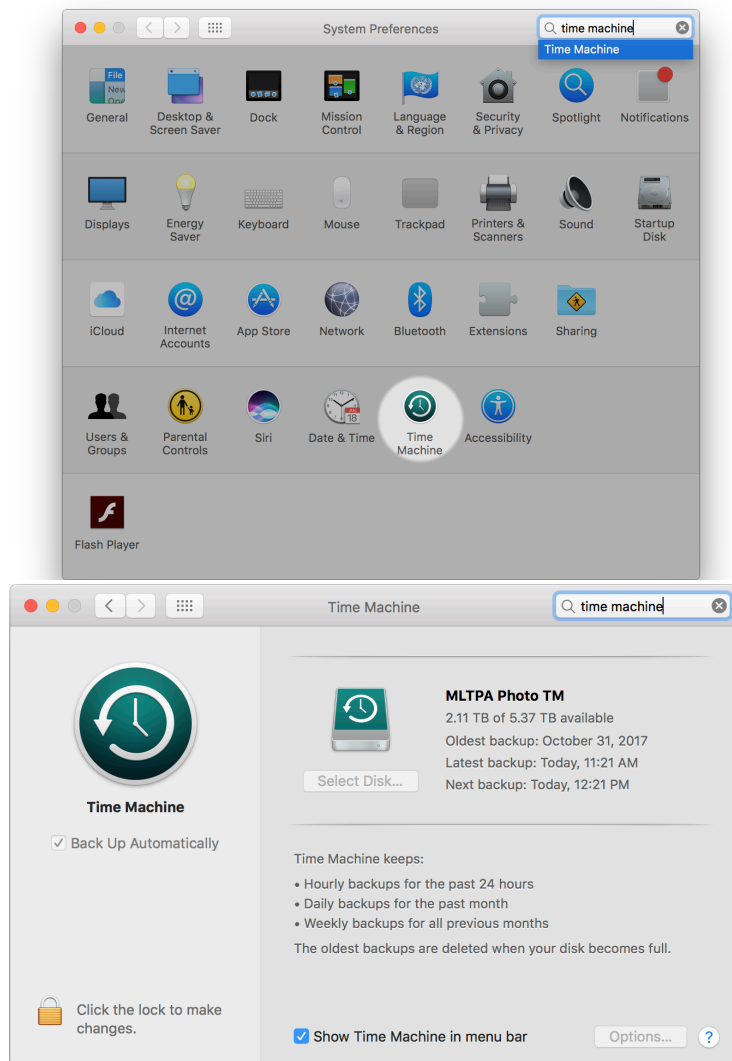 System Preferences
time machine
Time Machine
File
New
Ope
General
Desktop &
Screen Saver
Dock
Mission
Control
Language
& Region
Security
& Privacy
Spotlight
Notifications
Displays
Energy
Saver
Keyboard
Mouse
Trackpad
Printers &
Scanners
Sound
Startup
Disk
iCloud
Internet
Accounts
App Store
Network
Bluetooth
Extensions
Sharing
JUL
18
Users &
Groups
Parental
Controls
Siri
Date & Time
Time
Machine
Accessibility
Flash Player
Time Machine
time machine
MLTPA Photo TM
2.11 TB of 5.37 TB available
Oldest backup: October 31, 2017
Latest backup: Today, 11:21 AM
Next backup: Today, 12:21 PM
Select Disk...
Time Machine
Back Up Automatically
Time Machine keeps:
• Hourly backups for the past 24 hours
• Daily backups for the past month
• Weekly backups for all previous months
The oldest backups are deleted when your disk becomes full.
Click the lock to make
changes.
Show Time Machine in menu bar
Options...
?